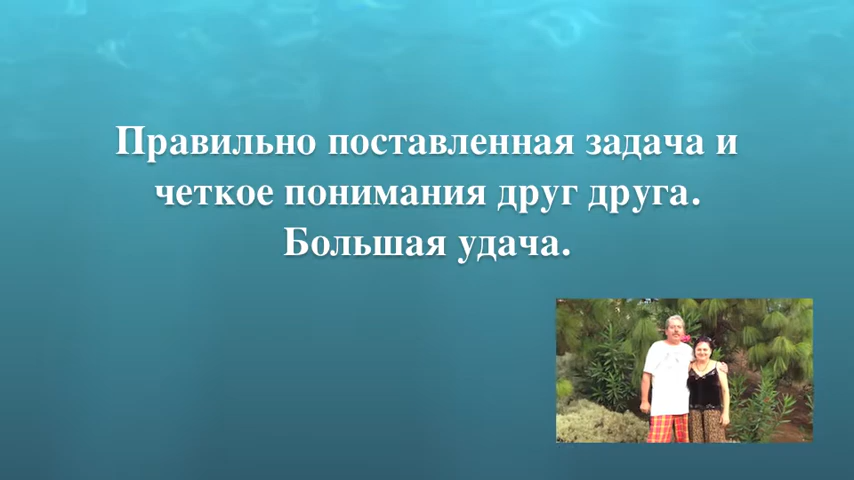 Правильно поставленная задача и
четкое понимания друг друга.
Большая удача.